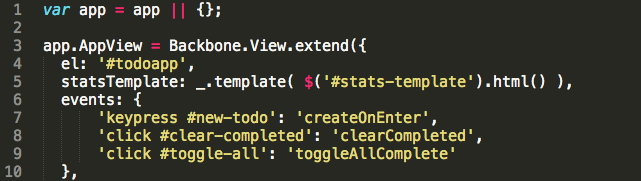 1 var app = app || {};
2
3 app.AppView = Backbone.View.extend({
4   el: '#todoapp',
5   statsTemplate: _.template( $('#stats-template').html() ),
6   events: {
7       'keypress #new-todo': 'createOnEnter',
8       'click #clear-completed': 'clearCompleted',
9       'click #toggle-all': 'toggleAllComplete'
10   },